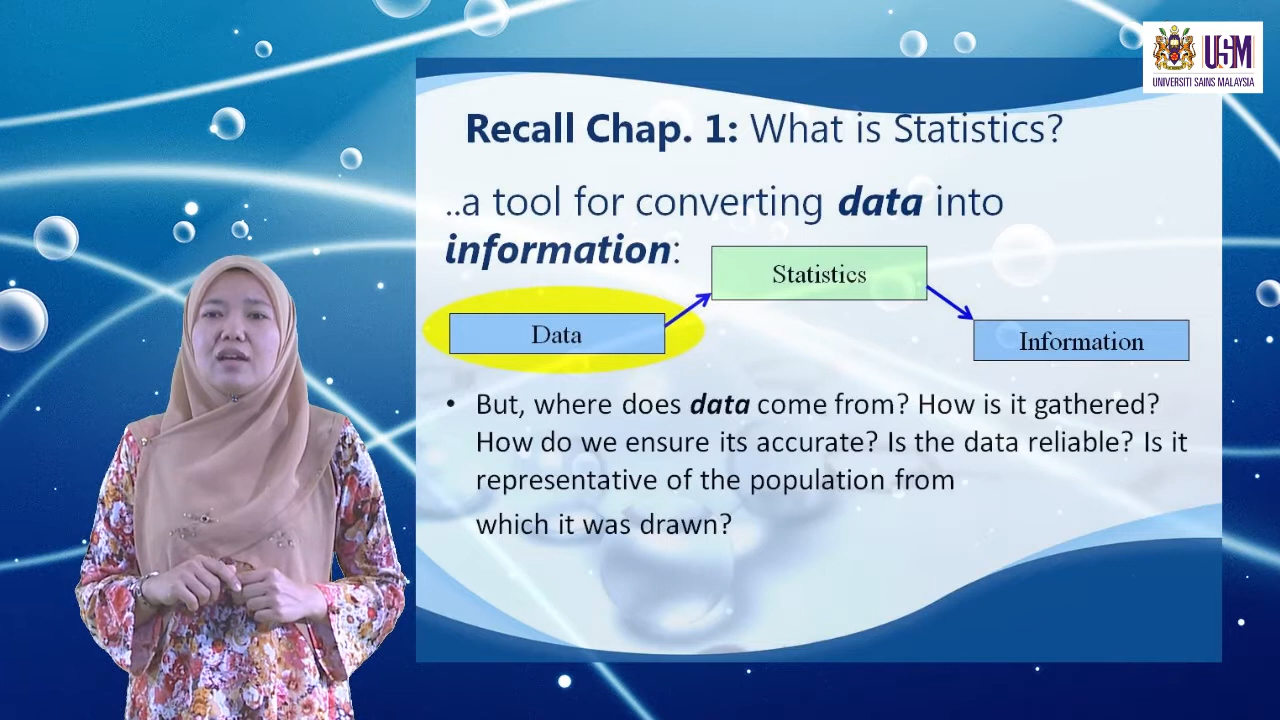 USM
UNIVERSITI SAINS MALAYSIA
Recall Chap. 1: What is Statistics?
..a tool for converting data into
information:
Statistics
Data
Information
• But, where does data come from? How is it gathered?
How do we ensure its accurate? Is the data reliable? Is it
representative of the population from
which it was drawn?